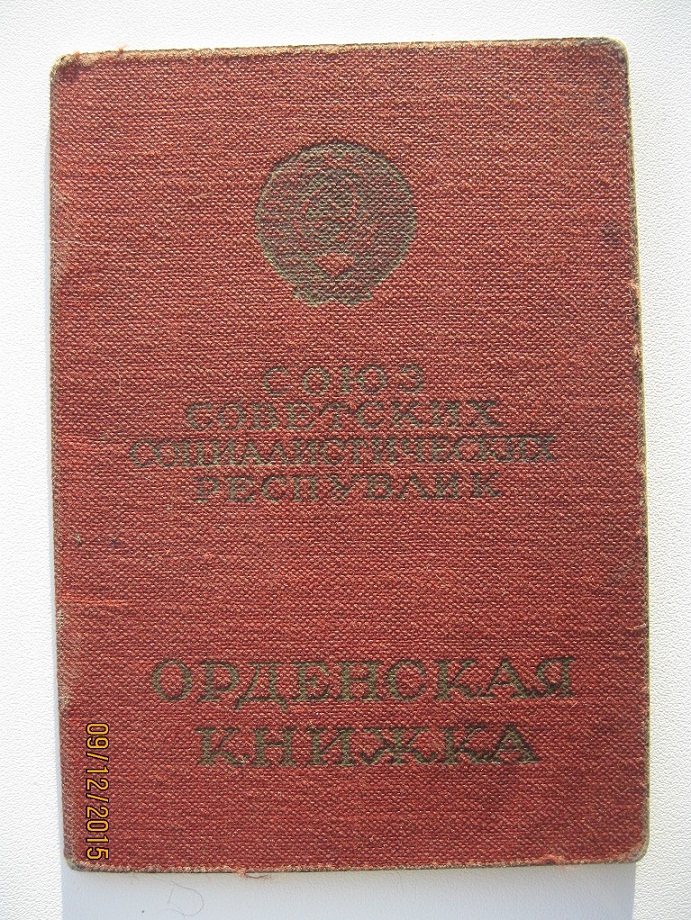 СОЮЗ
СОВЕТСКИХ
СОЦИАЛИСТИЧЕСКИХ
РЕСПУБЛИК
ОРДЕНСКАЯ
КНИЖКА
09/12/2015